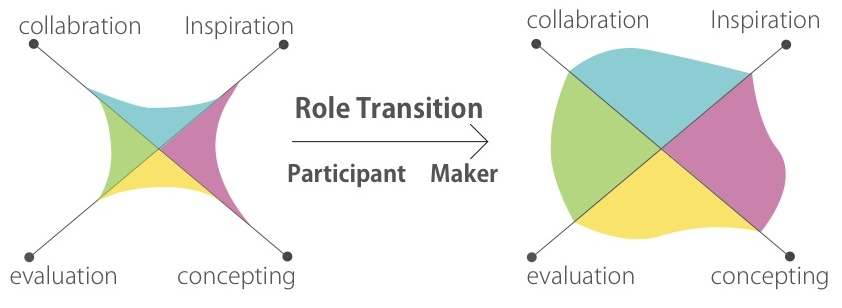 collabration Inspiration
evaluation concepting
Role Transition
Participant Maker
collabration Inspiration
evaluation concepting